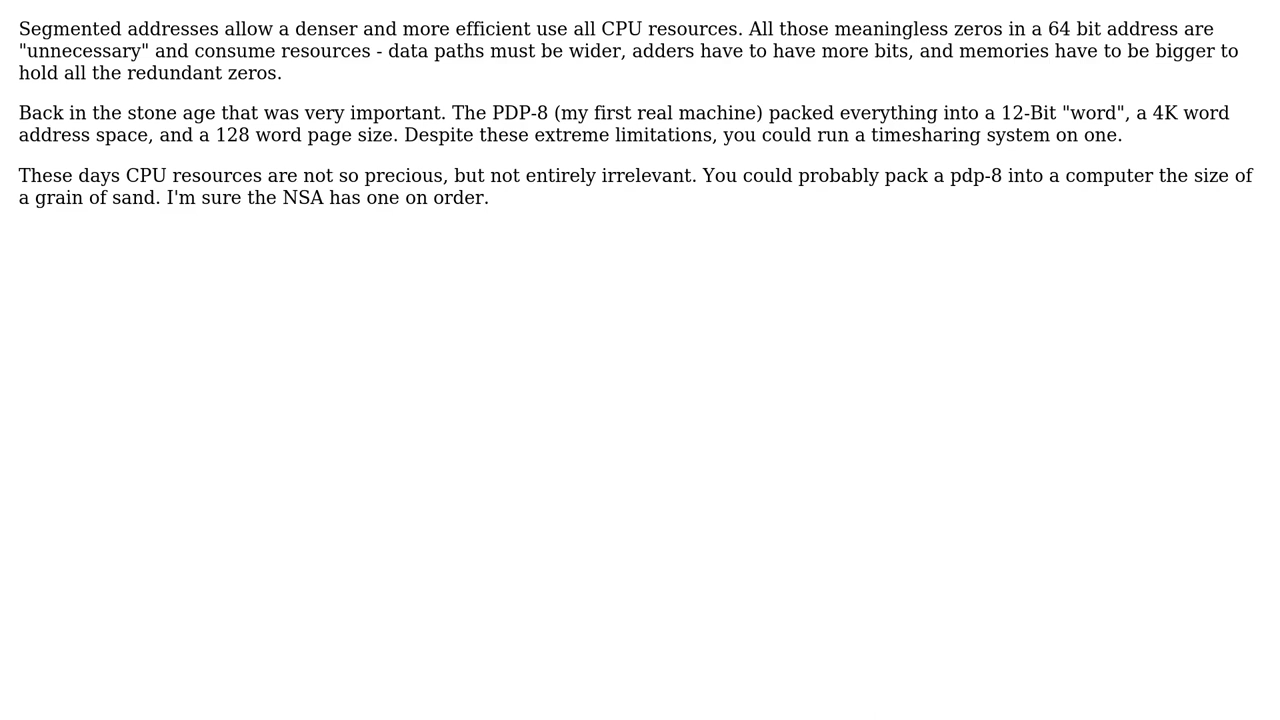 Segmented addresses allow a denser and more efficient use all CPU resources. All those meaningless zeros in a 64 bit address are
"unnecessary" and consume resources - data paths must be wider, adders have to have more bits, and memories have to be bigger to
hold all the redundant zeros.
Back in the stone age that was very important. The PDP-8 (my first real machine) packed everything into a 12-Bit "word", a 4K word
address space, and a 128 word page size. Despite these extreme limitations, you could run a timesharing system on one.
These days CPU resources are not so precious, but not entirely irrelevant. You could probably pack a pdp-8 into a computer the size of
a grain of sand. I'm sure the NSA has one on order.